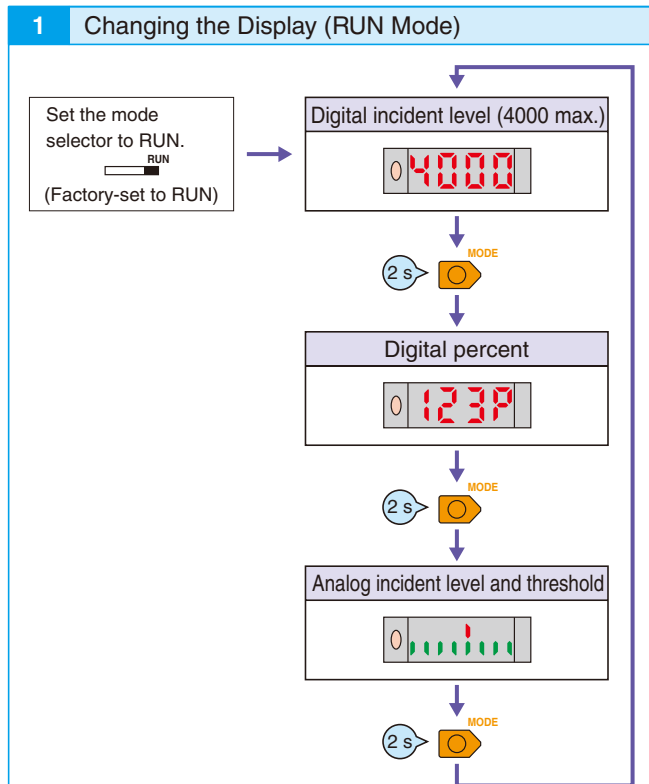 1 Changing the Display (RUN Mode)
Set the mode
selector to RUN.
RUN
(Factory-set to RUN)
Digital incident level (4000 max.)
4000
MODE
2 s
Digital percent
123P
MODE
2 s
Analog incident level and threshold
MODE
2 s